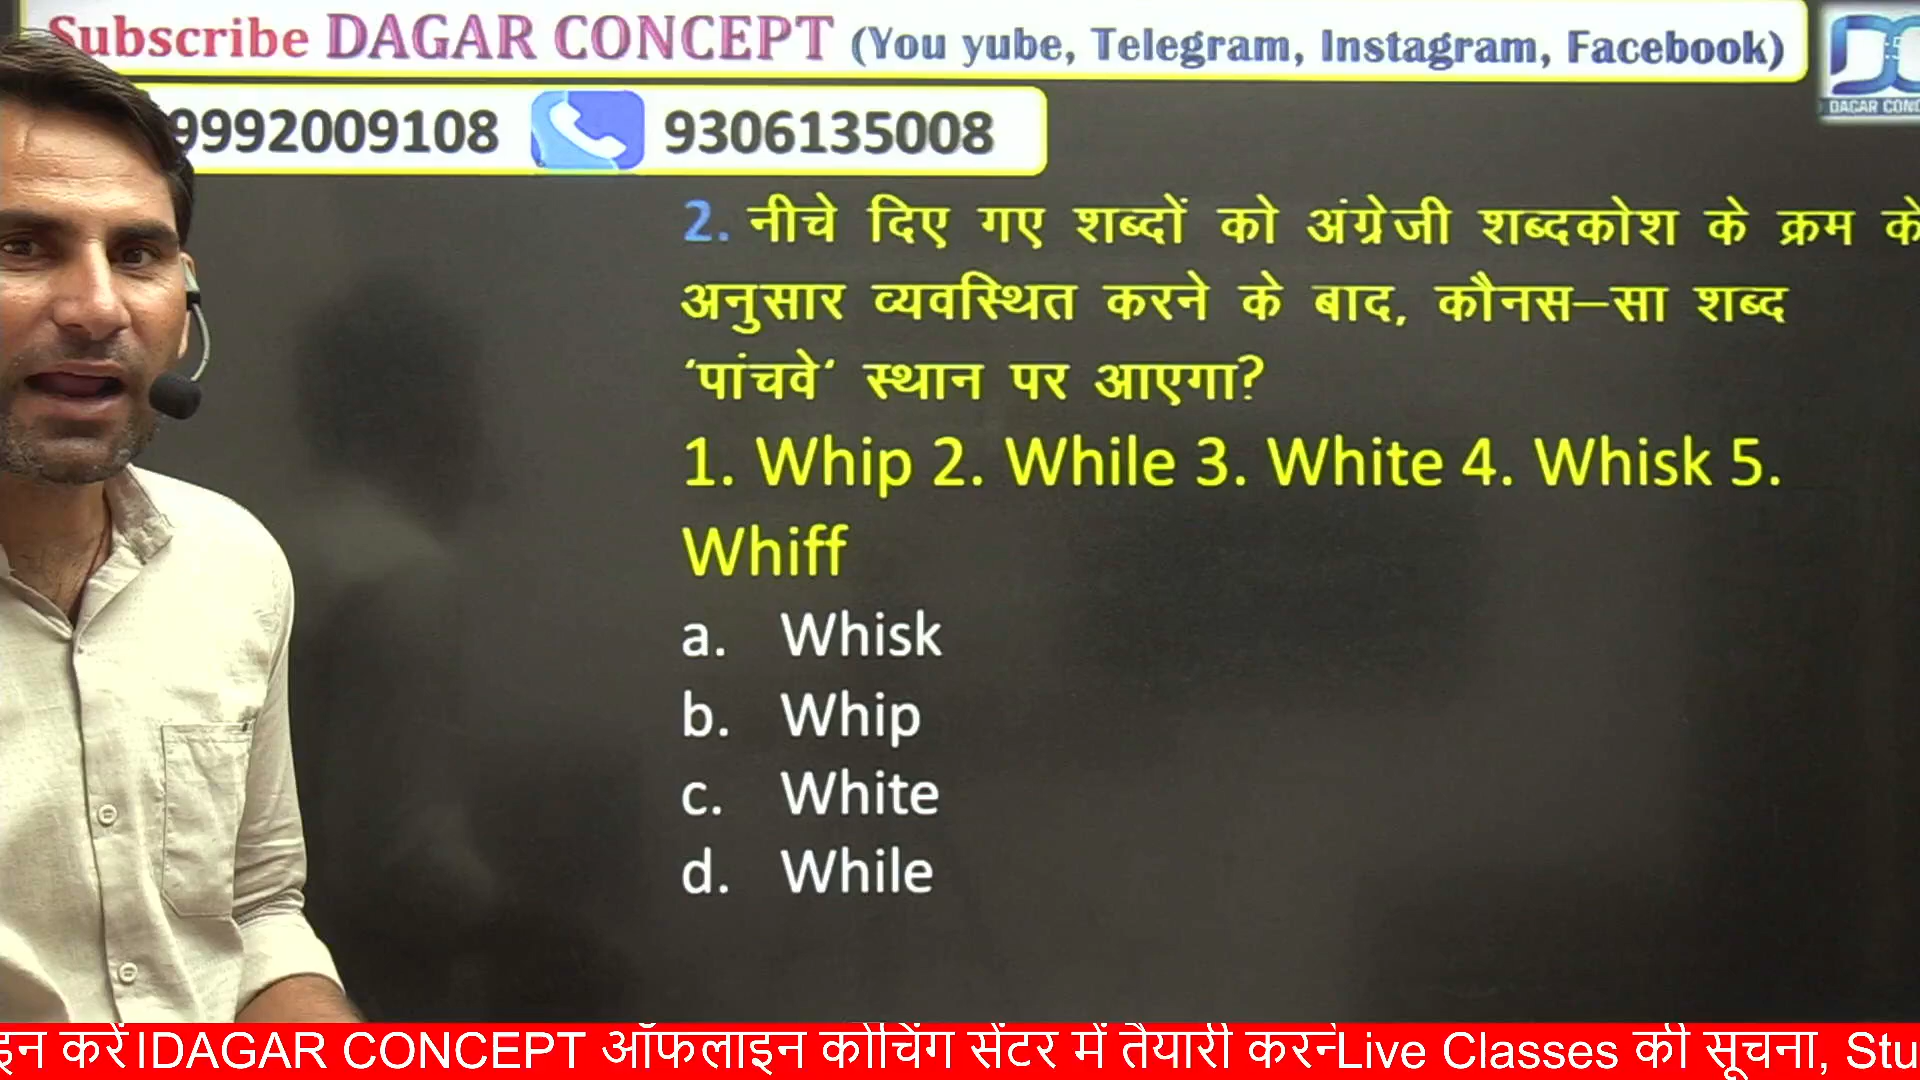 Subscribe DAGAR CONCEPT (You yube, Telegram, Instagram, Facebook)
DAGAR
9992009108 9306135008
2. नीचे दिए गए शब्दों को अंग्रेजी शब्दकोश के क्रम के
अनुसार व्यवस्थित करने के बाद, कौनस–सा शब्द
‘पांचवे‘ स्थान पर आएगा?
1. Whip 2. While 3. White 4. Whisk 5.
Whiff
a. Whisk
b. Whip
c. White
d. While
इन करें।DAGAR CONCEPT ऑफलाइन कोचिंग सेंटर में तैयारी करने Live Classes की सूचना, Stu